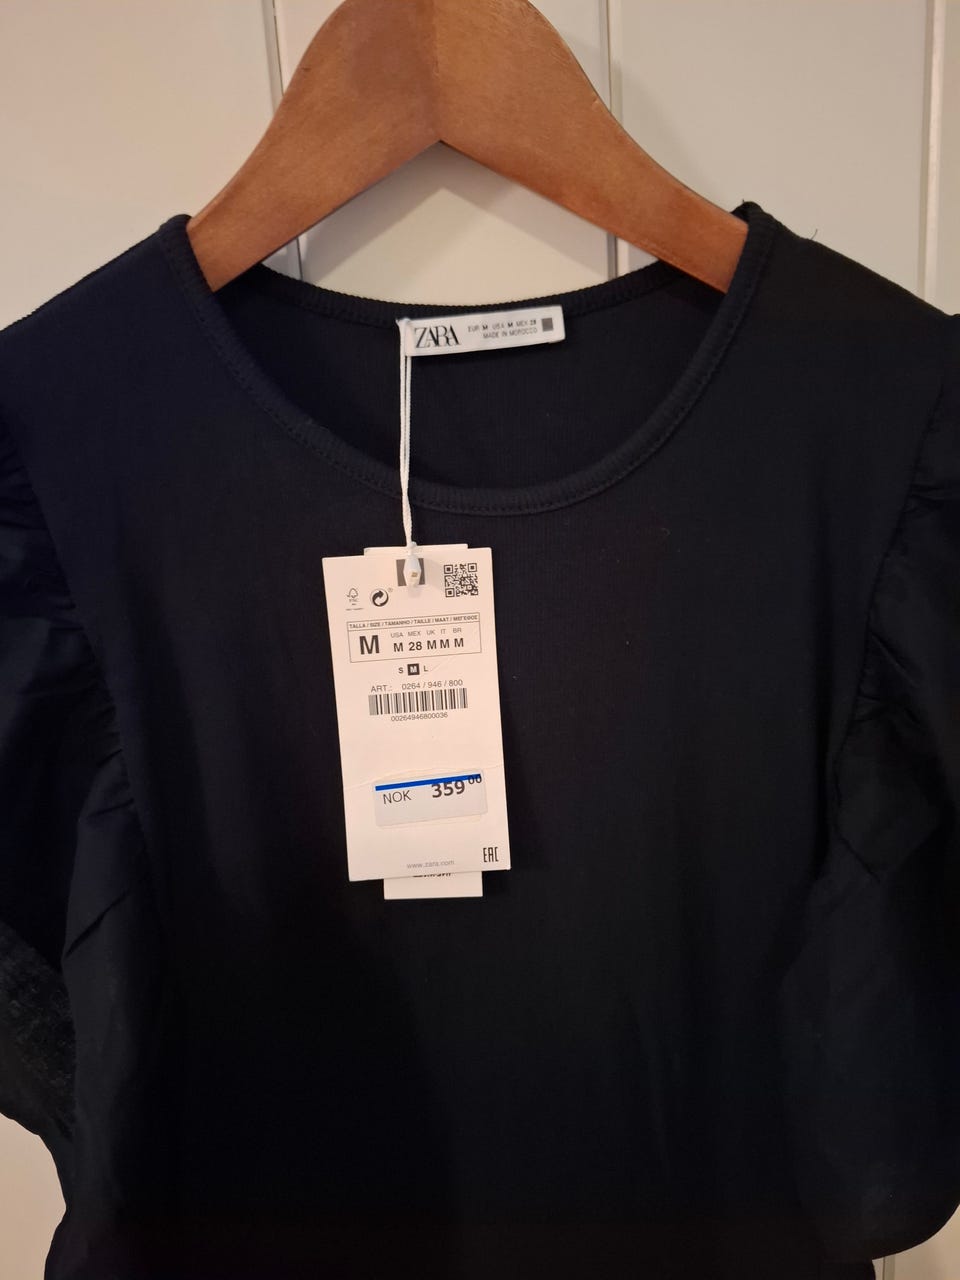 ZARA
EUR M USA M MEX 28
MADE IN MOROCCO
FSC
TALLA / SIZE / TAMANHO / TAILLE / MAAT / ΜΕΓΕΘΟΣ
USA MEX UK IT BR
M M 28 M M M
S M L
ART.: 0264 / 946 / 800
00264946800036
NOK 359 00
www.zara.com
EAC